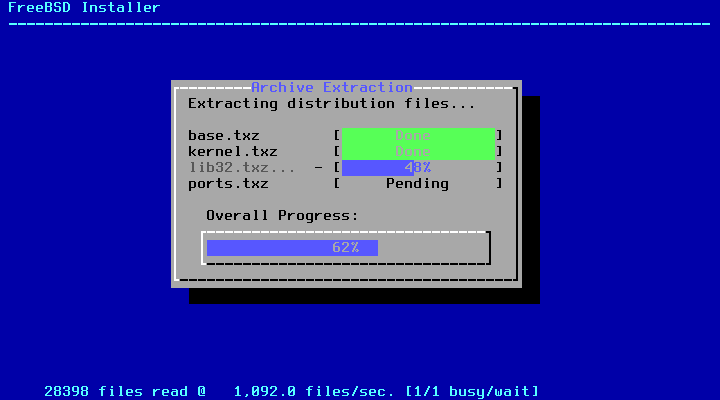 FreeBSD Installer
Archive Extraction
Extracting distribution files...
base.txz [ Done ]
kernel.txz [ Done ]
lib32.txz... - [ 48% ]
ports.txz [ Pending ]
Overall Progress:
62%
28398 files read @ 1,092.0 files/sec. [1/1 busy/wait]